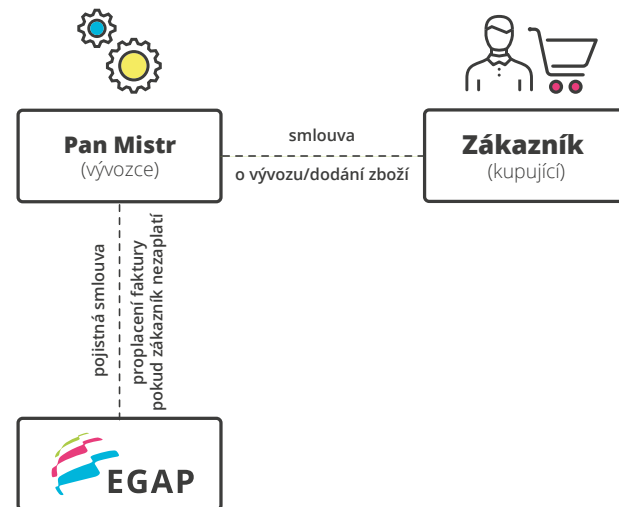 Pan Mistr
(vývozce)
smlouva
o vývozu/dodání zboží
Zákazník
(kupující)
pojistná smlouva
proplacení faktury
pokud zákazník nezaplatí
EGAP